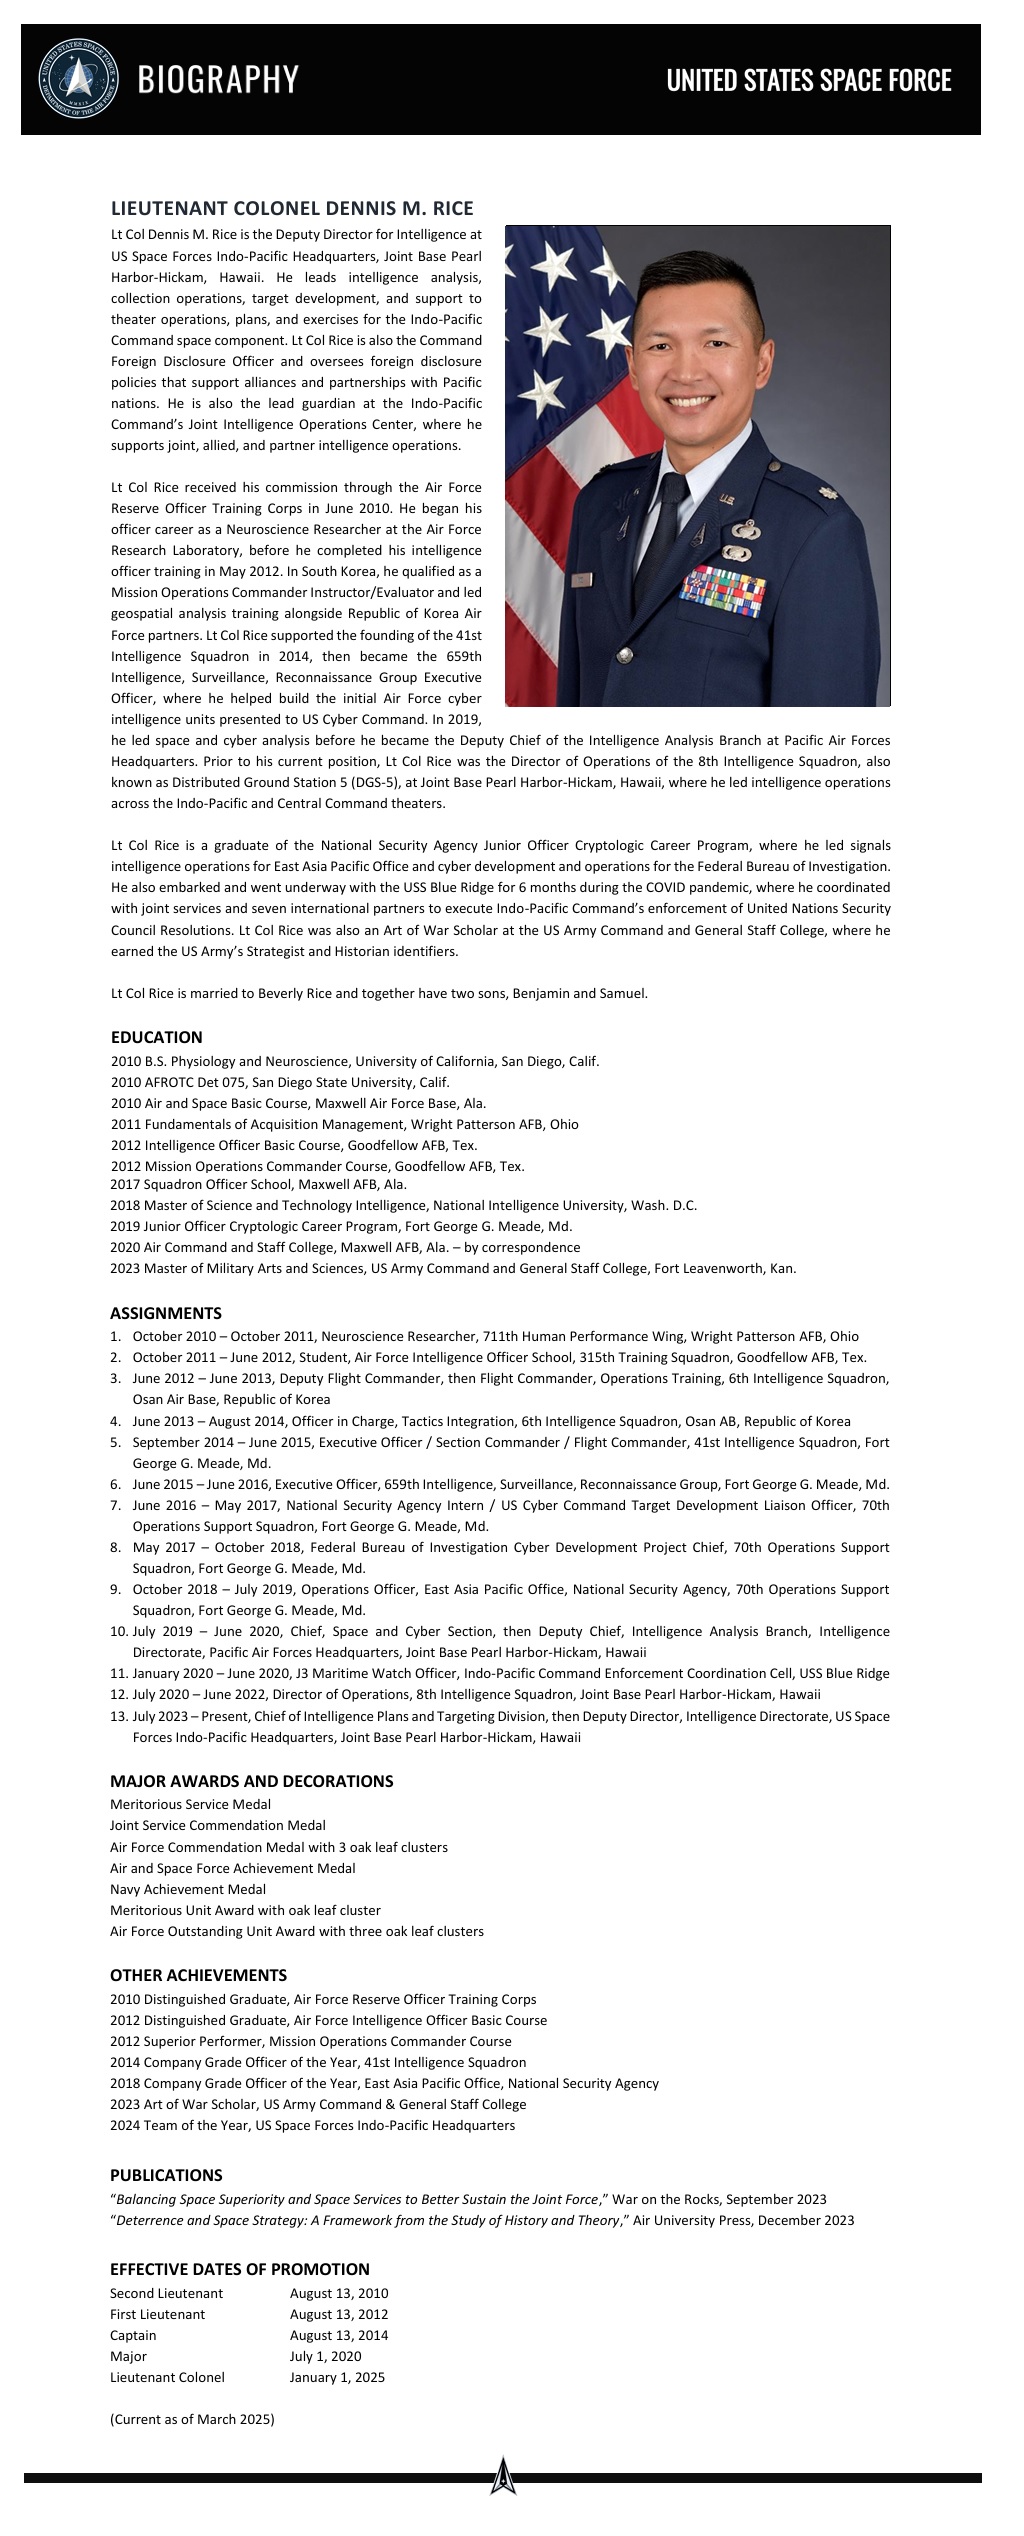 UNITED STATES SPACE FORCE
DEPARTMENT OF THE AIR FORCE
MMXIX
BIOGRAPHY
UNITED STATES SPACE FORCE
LIEUTENANT COLONEL DENNIS M. RICE
Lt Col Dennis M. Rice is the Deputy Director for Intelligence at
US Space Forces Indo-Pacific Headquarters, Joint Base Pearl
Harbor-Hickam, Hawaii. He leads intelligence analysis,
collection operations, target development, and support to
theater operations, plans, and exercises for the Indo-Pacific
Command space component. Lt Col Rice is also the Command
Foreign Disclosure Officer and oversees foreign disclosure
policies that support alliances and partnerships with Pacific
nations. He is also the lead guardian at the Indo-Pacific
Command’s Joint Intelligence Operations Center, where he
supports joint, allied, and partner intelligence operations.
Lt Col Rice received his commission through the Air Force
Reserve Officer Training Corps in June 2010. He began his
officer career as a Neuroscience Researcher at the Air Force
Research Laboratory, before he completed his intelligence
officer training in May 2012. In South Korea, he qualified as a
Mission Operations Commander Instructor/Evaluator and led
geospatial analysis training alongside Republic of Korea Air
Force partners. Lt Col Rice supported the founding of the 41st
Intelligence Squadron in 2014, then became the 659th
Intelligence, Surveillance, Reconnaissance Group Executive
Officer, where he helped build the initial Air Force cyber
intelligence units presented to US Cyber Command. In 2019,
he led space and cyber analysis before he became the Deputy Chief of the Intelligence Analysis Branch at Pacific Air Forces
Headquarters. Prior to his current position, Lt Col Rice was the Director of Operations of the 8th Intelligence Squadron, also
known as Distributed Ground Station 5 (DGS-5), at Joint Base Pearl Harbor-Hickam, Hawaii, where he led intelligence operations
across the Indo-Pacific and Central Command theaters.
Lt Col Rice is a graduate of the National Security Agency Junior Officer Cryptologic Career Program, where he led signals
intelligence operations for East Asia Pacific Office and cyber development and operations for the Federal Bureau of Investigation.
He also embarked and went underway with the USS Blue Ridge for 6 months during the COVID pandemic, where he coordinated
with joint services and seven international partners to execute Indo-Pacific Command’s enforcement of United Nations Security
Council Resolutions. Lt Col Rice was also an Art of War Scholar at the US Army Command and General Staff College, where he
earned the US Army’s Strategist and Historian identifiers.
Lt Col Rice is married to Beverly Rice and together have two sons, Benjamin and Samuel.
EDUCATION
2010 B.S. Physiology and Neuroscience, University of California, San Diego, Calif.
2010 AFROTC Det 075, San Diego State University, Calif.
2010 Air and Space Basic Course, Maxwell Air Force Base, Ala.
2011 Fundamentals of Acquisition Management, Wright Patterson AFB, Ohio
2012 Intelligence Officer Basic Course, Goodfellow AFB, Tex.
2012 Mission Operations Commander Course, Goodfellow AFB, Tex.
2017 Squadron Officer School, Maxwell AFB, Ala.
2018 Master of Science and Technology Intelligence, National Intelligence University, Wash. D.C.
2019 Junior Officer Cryptologic Career Program, Fort George G. Meade, Md.
2020 Air Command and Staff College, Maxwell AFB, Ala. – by correspondence
2023 Master of Military Arts and Sciences, US Army Command and General Staff College, Fort Leavenworth, Kan.
ASSIGNMENTS
1. October 2010 – October 2011, Neuroscience Researcher, 711th Human Performance Wing, Wright Patterson AFB, Ohio
2. October 2011 – June 2012, Student, Air Force Intelligence Officer School, 315th Training Squadron, Goodfellow AFB, Tex.
3. June 2012 – June 2013, Deputy Flight Commander, then Flight Commander, Operations Training, 6th Intelligence Squadron,
Osan Air Base, Republic of Korea
4. June 2013 – August 2014, Officer in Charge, Tactics Integration, 6th Intelligence Squadron, Osan AB, Republic of Korea
5. September 2014 – June 2015, Executive Officer / Section Commander / Flight Commander, 41st Intelligence Squadron, Fort
George G. Meade, Md.
6. June 2015 – June 2016, Executive Officer, 659th Intelligence, Surveillance, Reconnaissance Group, Fort George G. Meade, Md.
7. June 2016 – May 2017, National Security Agency Intern / US Cyber Command Target Development Liaison Officer, 70th
Operations Support Squadron, Fort George G. Meade, Md.
8. May 2017 – October 2018, Federal Bureau of Investigation Cyber Development Project Chief, 70th Operations Support
Squadron, Fort George G. Meade, Md.
9. October 2018 – July 2019, Operations Officer, East Asia Pacific Office, National Security Agency, 70th Operations Support
Squadron, Fort George G. Meade, Md.
10. July 2019 – June 2020, Chief, Space and Cyber Section, then Deputy Chief, Intelligence Analysis Branch, Intelligence
Directorate, Pacific Air Forces Headquarters, Joint Base Pearl Harbor-Hickam, Hawaii
11. January 2020 – June 2020, J3 Maritime Watch Officer, Indo-Pacific Command Enforcement Coordination Cell, USS Blue Ridge
12. July 2020 – June 2022, Director of Operations, 8th Intelligence Squadron, Joint Base Pearl Harbor-Hickam, Hawaii
13. July 2023 – Present, Chief of Intelligence Plans and Targeting Division, then Deputy Director, Intelligence Directorate, US Space
Forces Indo-Pacific Headquarters, Joint Base Pearl Harbor-Hickam, Hawaii
MAJOR AWARDS AND DECORATIONS
Meritorious Service Medal
Joint Service Commendation Medal
Air Force Commendation Medal with 3 oak leaf clusters
Air and Space Force Achievement Medal
Navy Achievement Medal
Meritorious Unit Award with oak leaf cluster
Air Force Outstanding Unit Award with three oak leaf clusters
OTHER ACHIEVEMENTS
2010 Distinguished Graduate, Air Force Reserve Officer Training Corps
2012 Distinguished Graduate, Air Force Intelligence Officer Basic Course
2012 Superior Performer, Mission Operations Commander Course
2014 Company Grade Officer of the Year, 41st Intelligence Squadron
2018 Company Grade Officer of the Year, East Asia Pacific Office, National Security Agency
2023 Art of War Scholar, US Army Command & General Staff College
2024 Team of the Year, US Space Forces Indo-Pacific Headquarters
PUBLICATIONS
“Balancing Space Superiority and Space Services to Better Sustain the Joint Force,” War on the Rocks, September 2023
“Deterrence and Space Strategy: A Framework from the Study of History and Theory,” Air University Press, December 2023
EFFECTIVE DATES OF PROMOTION
Second Lieutenant August 13, 2010
First Lieutenant August 13, 2012
Captain August 13, 2014
Major July 1, 2020
Lieutenant Colonel January 1, 2025
(Current as of March 2025)